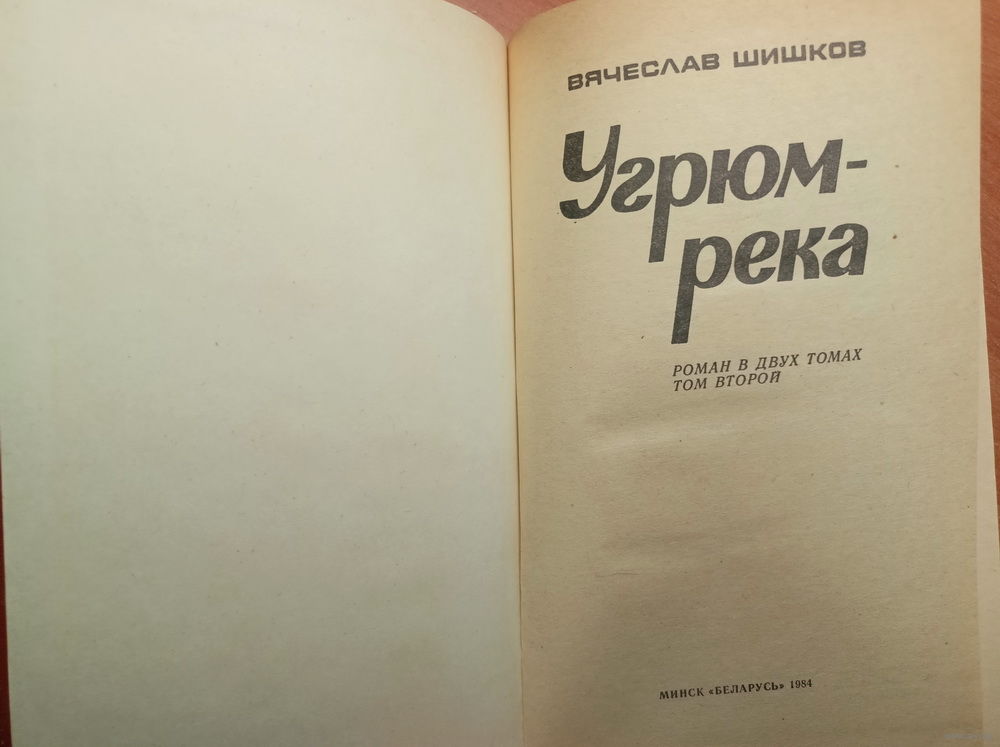 ВЯЧЕСЛАВ ШИШКОВ
Угрюм-
река
РОМАН В ДВУХ ТОМАХ
ТОМ ВТОРОЙ
МИНСК «БЕЛАРУСЬ» 1984